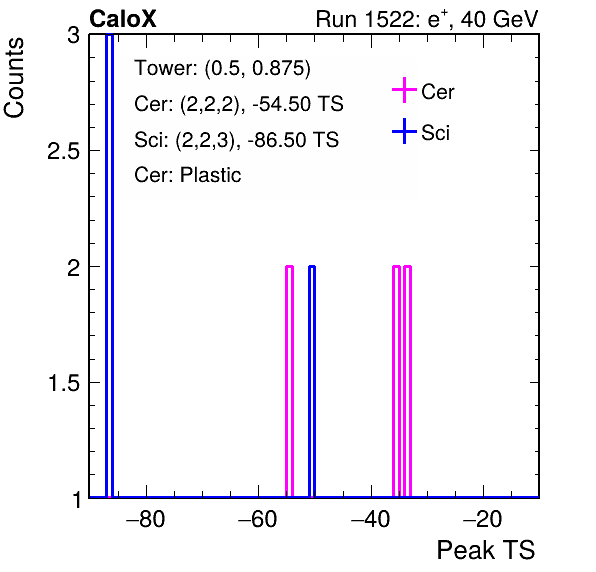 CaloX Run 1522: e+, 40 GeV
Counts
Tower: (0.5, 0.875)
Cer: (2,2,2), -54.50 TS
Sci: (2,2,3), -86.50 TS
Cer: Plastic
Cer
Sci
3
2.5
2
1.5
1
−80 −60 −40 −20
Peak TS